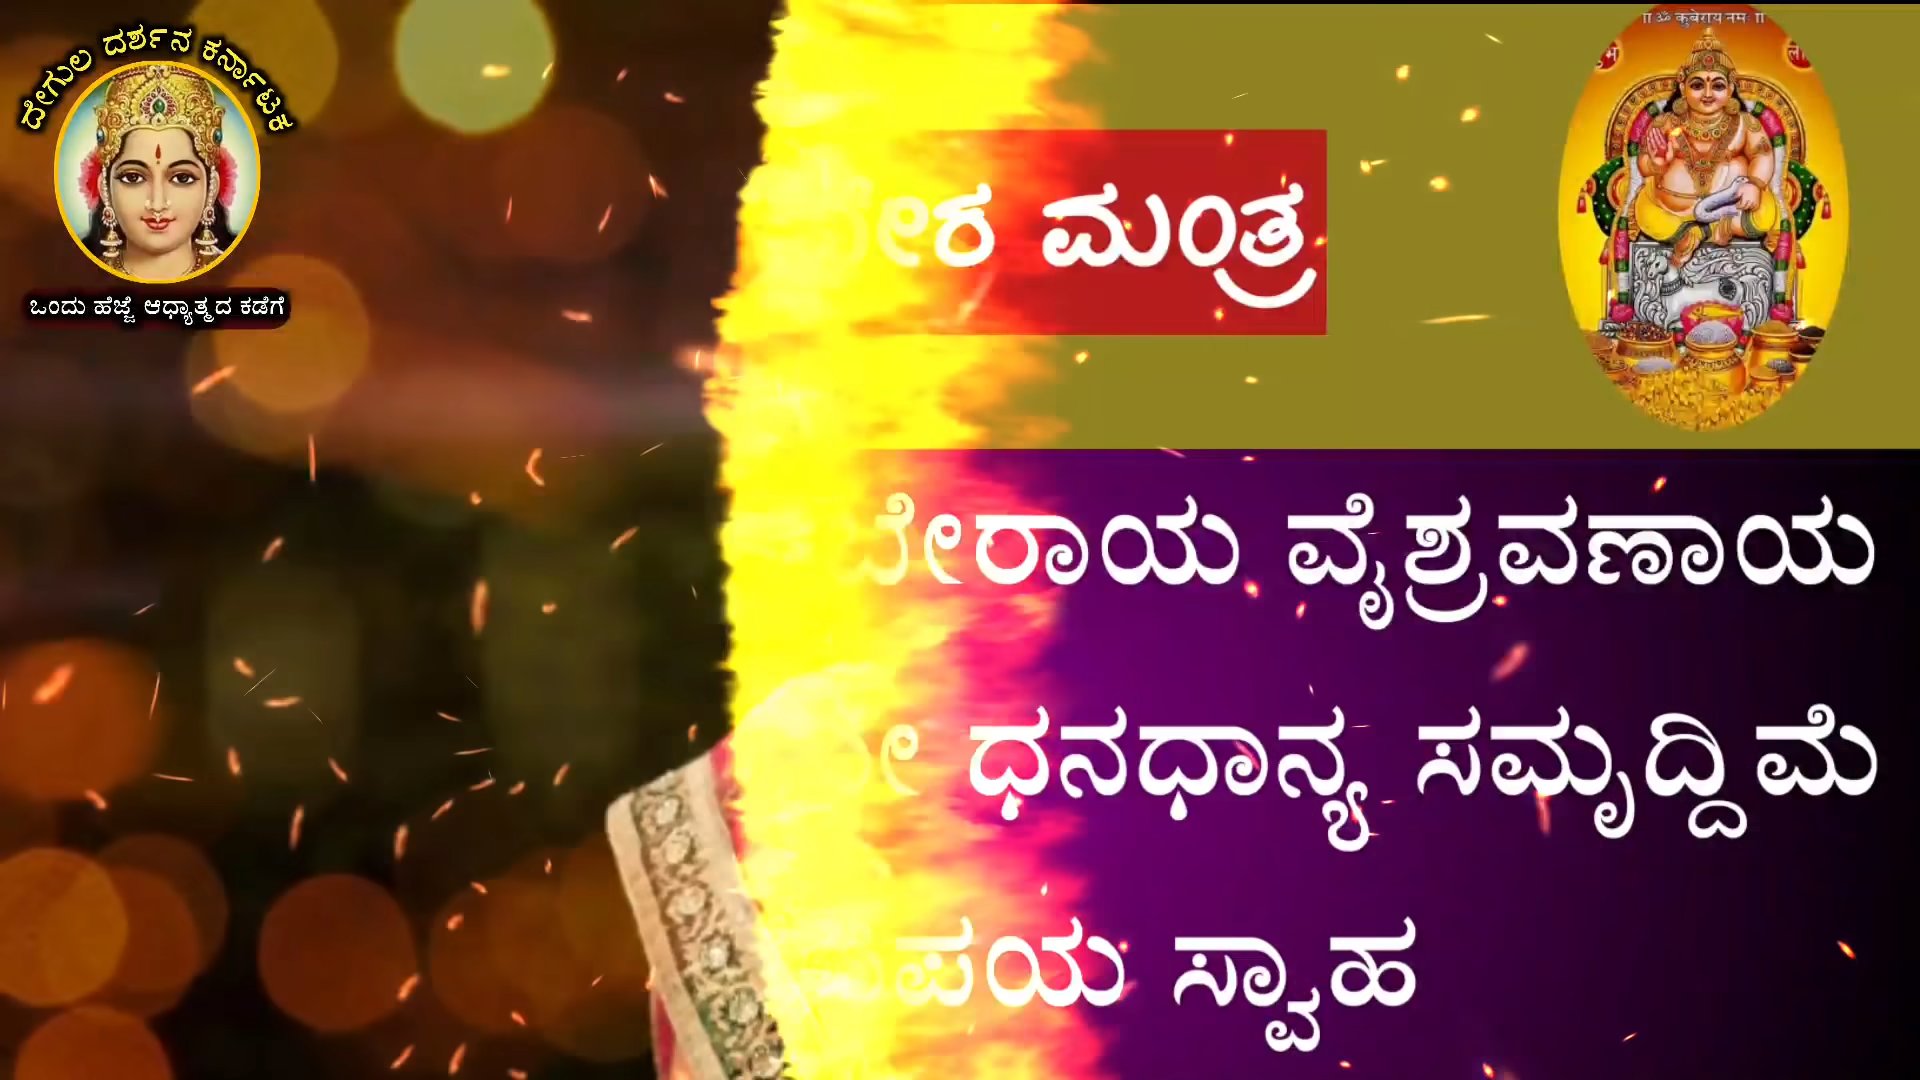 ದೇಗುಲ ದರ್ಶನ ಕರ್ನಾಟಕ
ಒಂದು ಹೆಜ್ಜೆ ಆಧ್ಯಾತ್ಮದ ಕಡೆಗೆ
॥ ॐ कुबेराय नमः ॥
ಮಂತ್ರ
ವೈಶ್ರವಣಾಯ
ಧನಧಾನ್ಯ ಸಮೃದ್ದಿಮೆ
ಸ್ವಾಹ